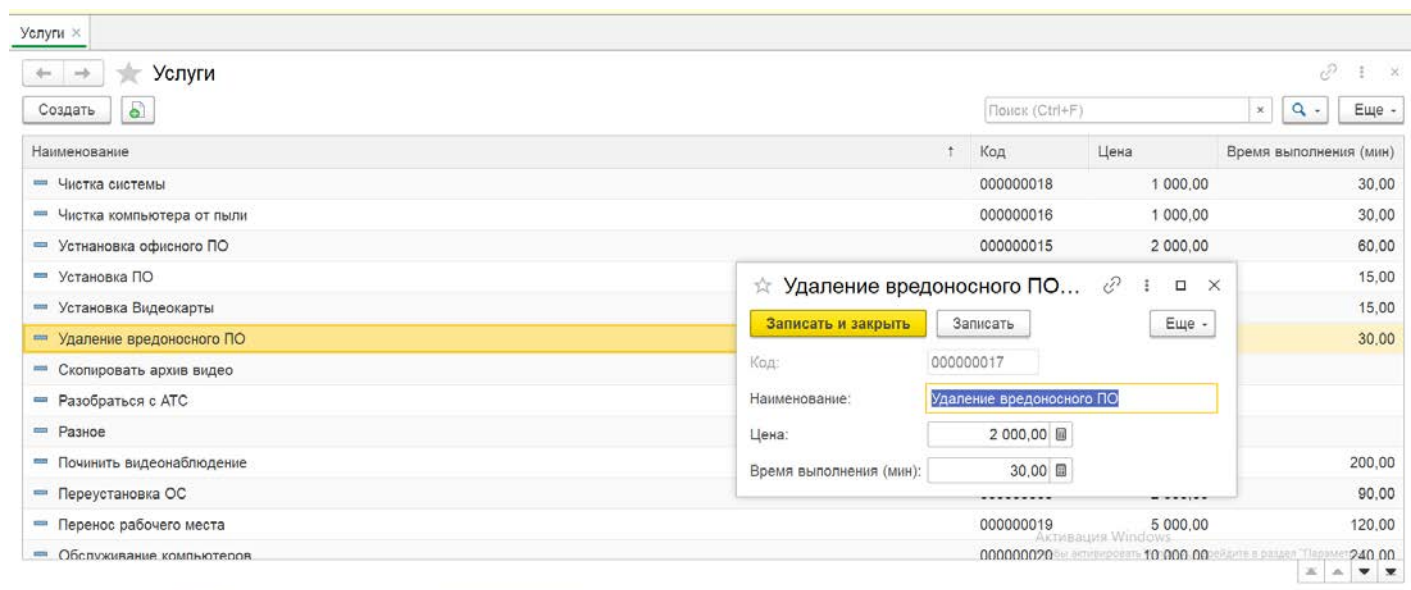 Услуги ×
Услуги
Создать Поиск (Ctrl+F) × Еще
Наименование ↑ Код Цена Время выполнения (мин)
Чистка системы 000000018 1 000,00 30,00
Чистка компьютера от пыли 000000016 1 000,00 30,00
Устнановка офисного ПО 000000015 2 000,00 60,00
Установка ПО 15,00
Установка Видеокарты 15,00
Удаление вредоносного ПО 30,00
Скопировать архив видео
Разобраться с АТС
Разное
Починить видеонаблюдение 200,00
Переустановка ОС 90,00
Перенос рабочего места 000000019 5 000,00 120,00
Обслуживание компьютеров 000000020 10 000,00 240,00
Удаление вредоносного ПО...
Записать и закрыть Записать Еще
Код: 000000017
Наименование: Удаление вредоносного ПО
Цена: 2 000,00
Время выполнения (мин): 30,00
Активация Windows
активировать перейдите в раздел